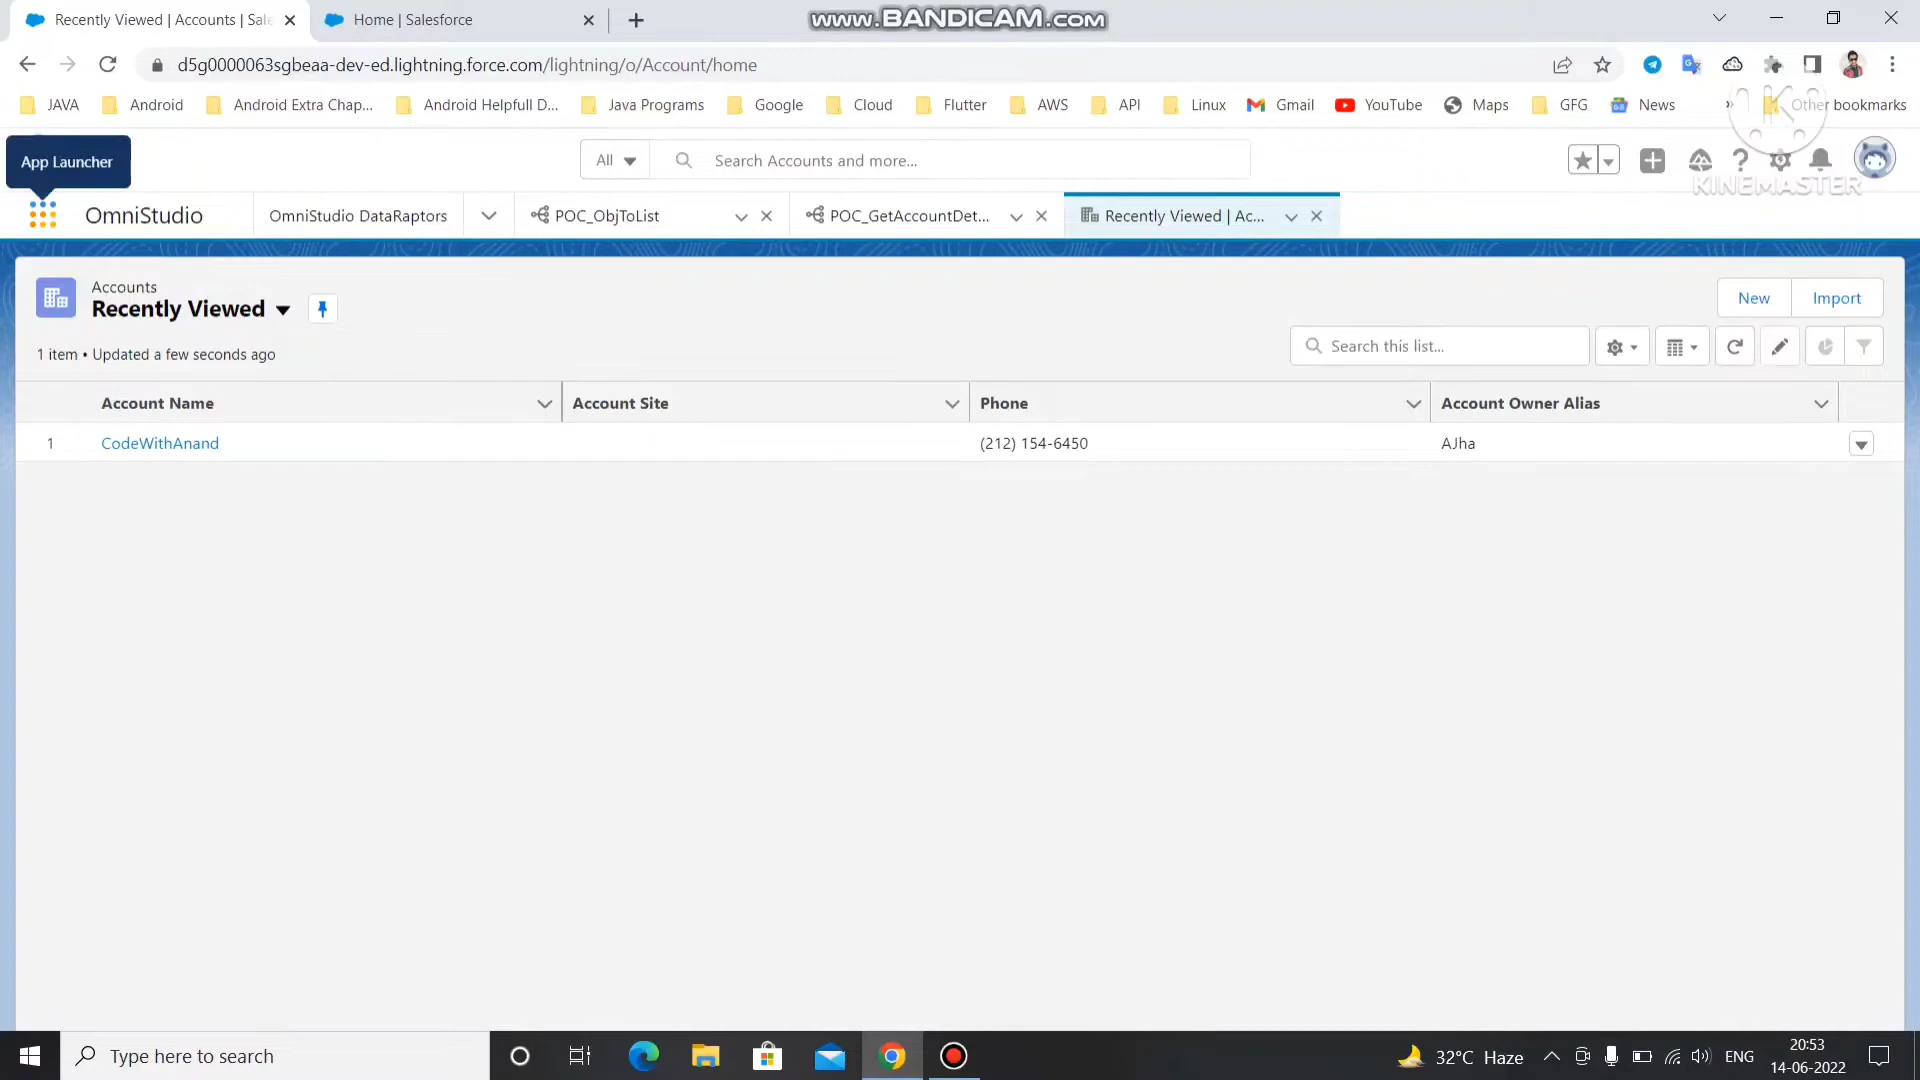 Recently Viewed | Accounts | Sale
Home | Salesforce
www.BANDICAM.com
d5g0000063sgbeaa-dev-ed.lightning.force.com/lightning/o/Account/home
JAVA
Android
Android Extra Chap...
Android Helpfull D...
Java Programs
Google
Cloud
Flutter
AWS
API
Linux
Gmail
YouTube
Maps
GFG
News
»
Other bookmarks
App Launcher
All
Search Accounts and more...
KINEMASTER
OmniStudio
OmniStudio DataRaptors
POC_ObjToList
POC_GetAccountDet...
Recently Viewed | Ac...
Accounts
Recently Viewed
New
Import
1 item • Updated a few seconds ago
Search this list...
Account Name
Account Site
Phone
Account Owner Alias
1
CodeWithAnand
(212) 154-6450
AJha
Type here to search
32°C Haze
ENG
20:53
14-06-2022